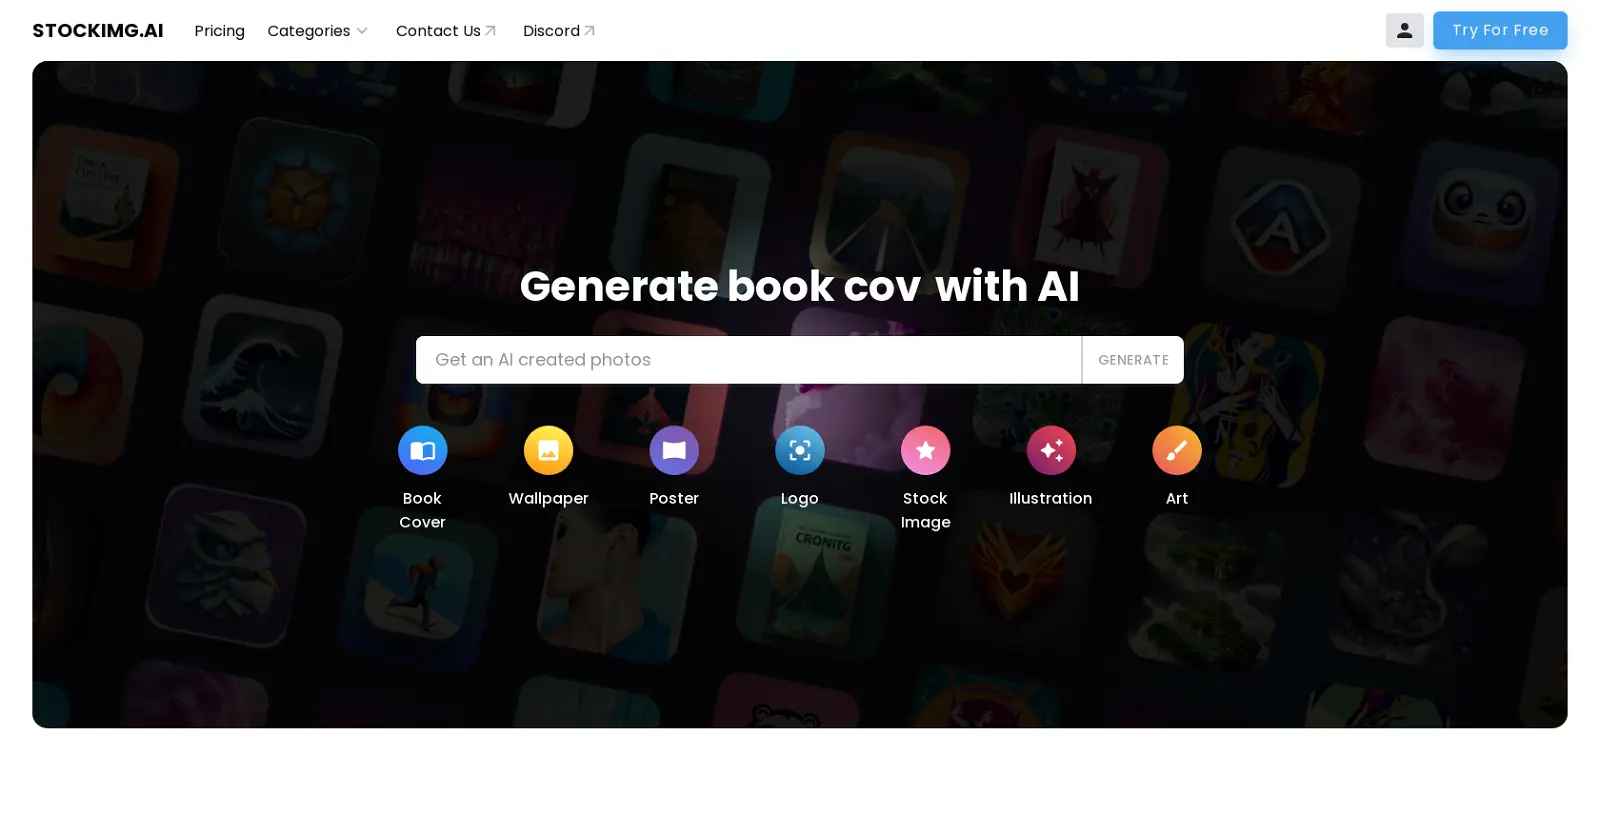 STOCKIMG.AI
Pricing
Categories
Contact Us
Discord
Try For Free
Generate book cov with AI
Get an AI created photos
GENERATE
Book
Cover
Wallpaper
Poster
Logo
Stock
Image
Illustration
Art
CRONITG